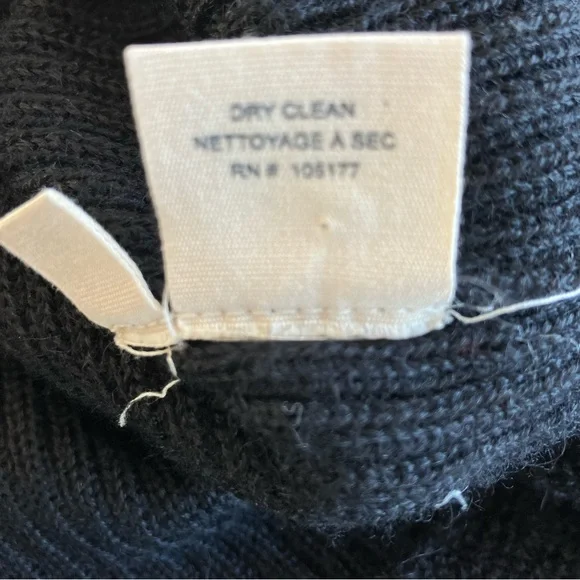 DRY CLEAN
NETTOYAGE À SEC
RN # 105177